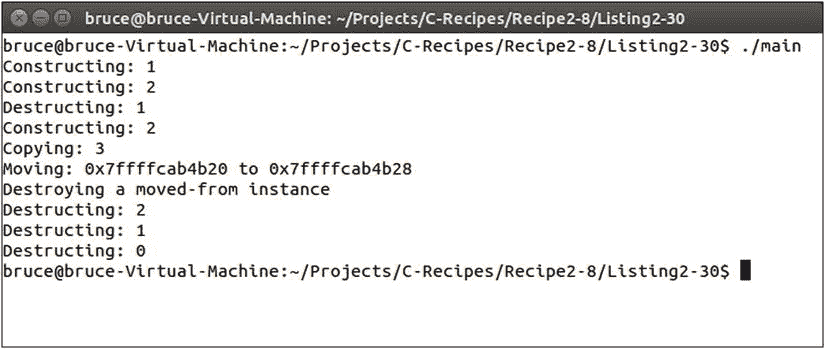 bruce@bruce-Virtual-Machine: ~/Projects/C-Recipes/Recipe2-8/Listing2-30
bruce@bruce-Virtual-Machine:~/Projects/C-Recipes/Recipe2-8/Listing2-30$ ./main
Constructing: 1
Constructing: 2
Destructing: 1
Constructing: 2
Copying: 3
Moving: 0x7ffffcab4b20 to 0x7ffffcab4b28
Destroying a moved-from instance
Destructing: 2
Destructing: 1
Destructing: 0
bruce@bruce-Virtual-Machine:~/Projects/C-Recipes/Recipe2-8/Listing2-30$